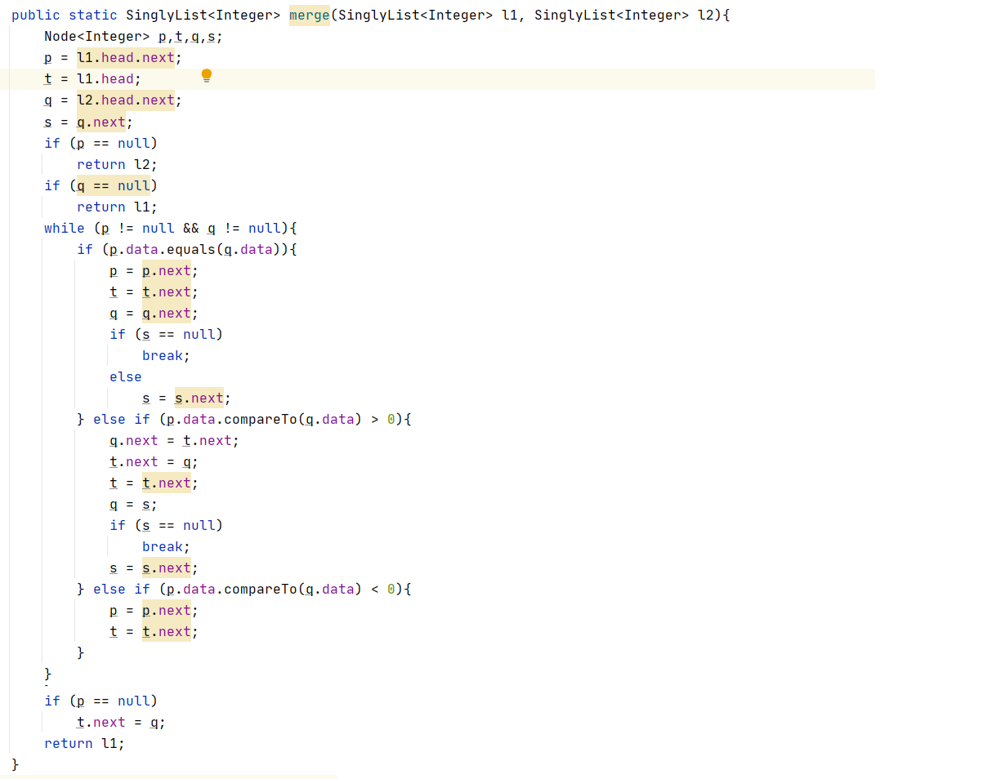 public static SinglyList<Integer> merge(SinglyList<Integer> l1, SinglyList<Integer> l2){
    Node<Integer> p,t,q,s;
    p = l1.head.next;
    t = l1.head;
    q = l2.head.next;
    s = q.next;
    if (p == null)
        return l2;
    if (q == null)
        return l1;
    while (p != null && q != null){
        if (p.data.equals(q.data)){
            p = p.next;
            t = t.next;
            q = q.next;
            if (s == null)
                break;
            else
                s = s.next;
        } else if (p.data.compareTo(q.data) > 0){
            q.next = t.next;
            t.next = q;
            t = t.next;
            q = s;
            if (s == null)
                break;
            s = s.next;
        } else if (p.data.compareTo(q.data) < 0){
            p = p.next;
            t = t.next;
        }
    }
    if (p == null)
        t.next = q;
    return l1;
}